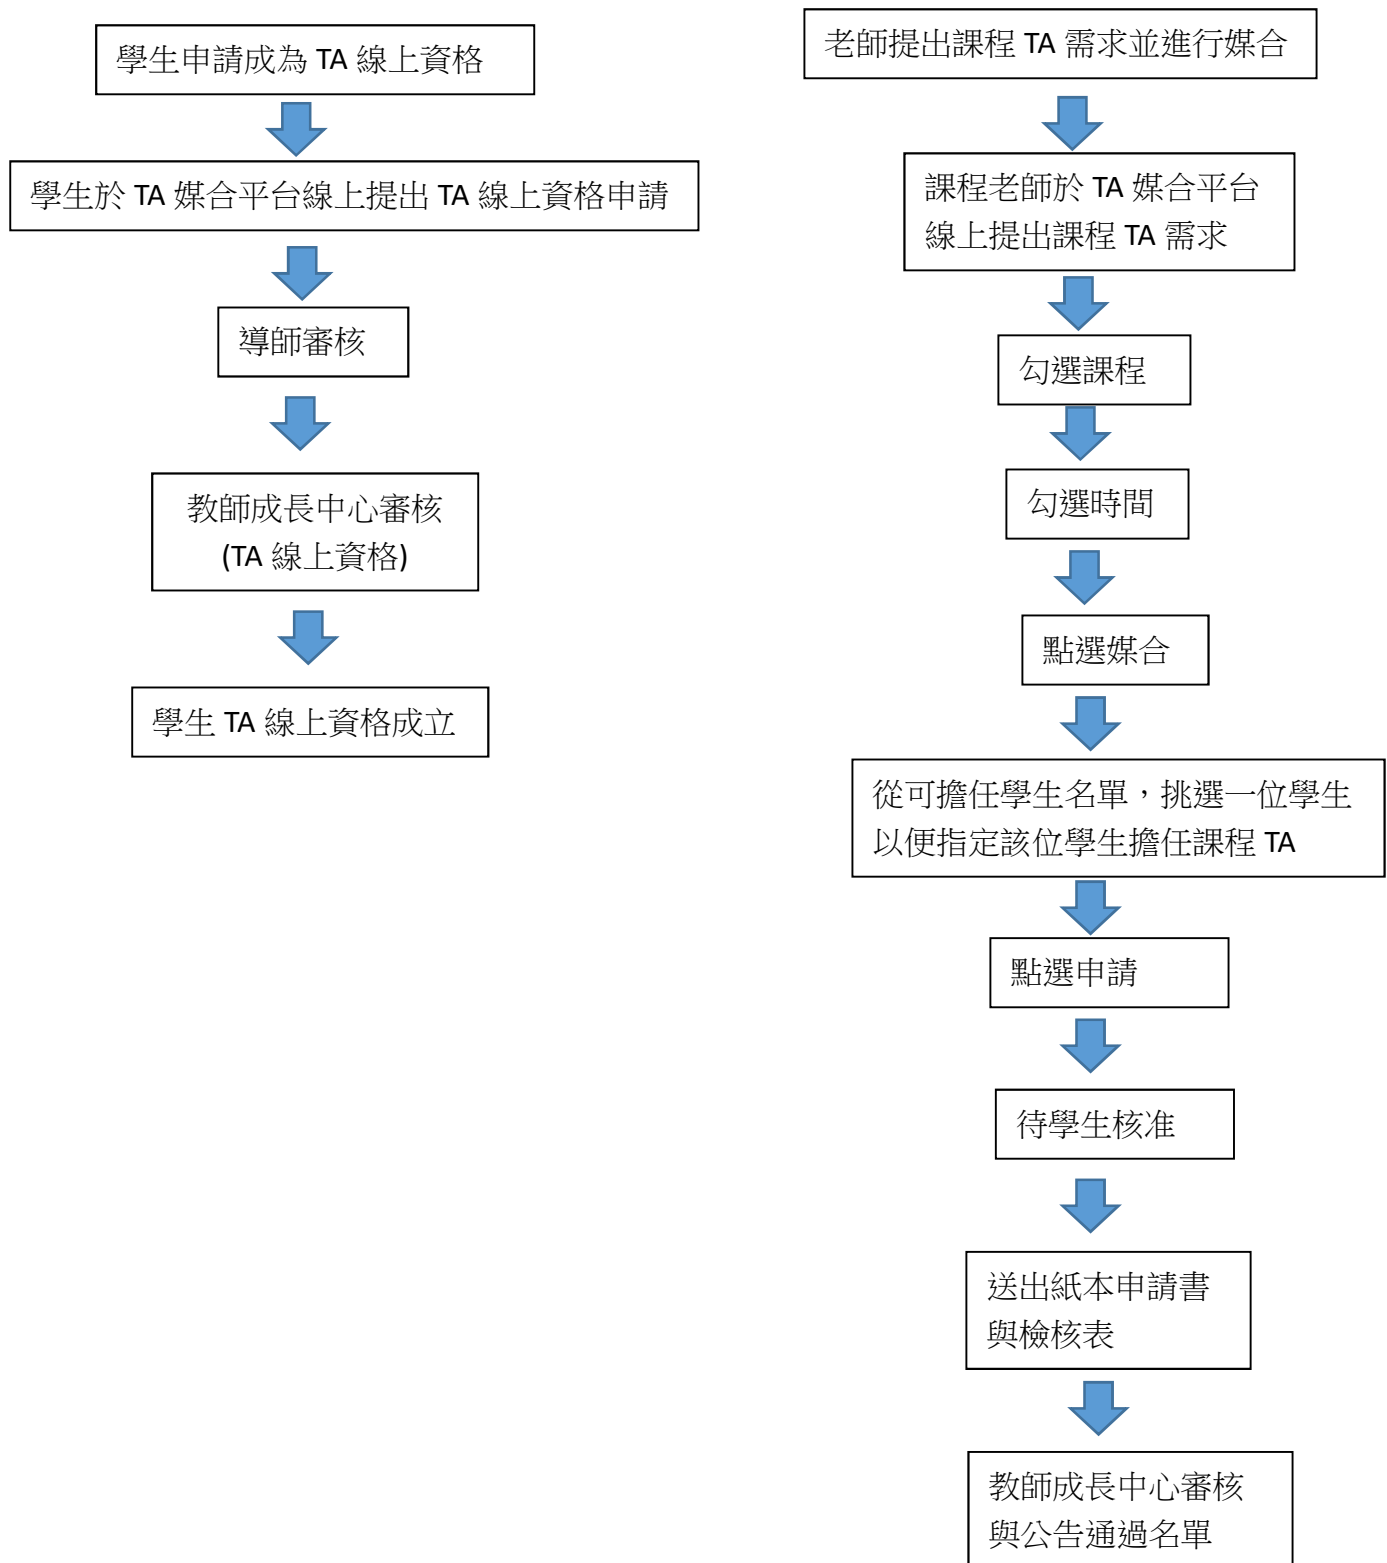 學生申請成為 TA 線上資格
學生於 TA 媒合平台線上提出 TA 線上資格申請
導師審核
教師成長中心審核
(TA 線上資格)
學生 TA 線上資格成立
老師提出課程 TA 需求並進行媒合
課程老師於 TA 媒合平台
線上提出課程 TA 需求
勾選課程
勾選時間
點選媒合
從可擔任學生名單，挑選一位學生
以便指定該位學生擔任課程 TA
點選申請
待學生核准
送出紙本申請書
與檢核表
教師成長中心審核
與公告通過名單